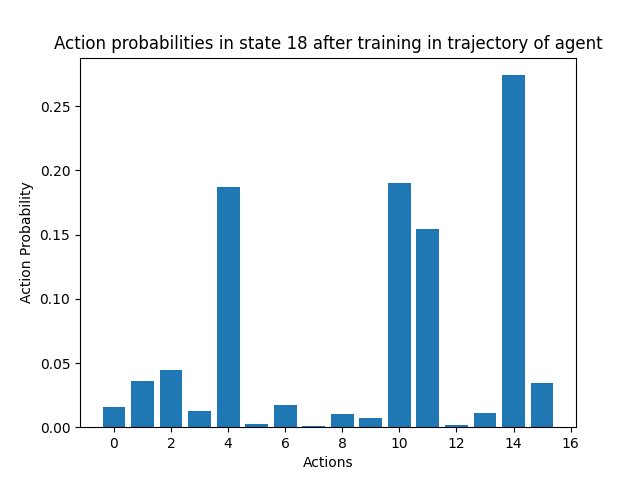 Action probabilities in state 18 after training in trajectory of agent
0.25
0.20
0.15
0.10
0.05
0.00
Action Probability
0 2 4 6 8 10 12 14 16
Actions